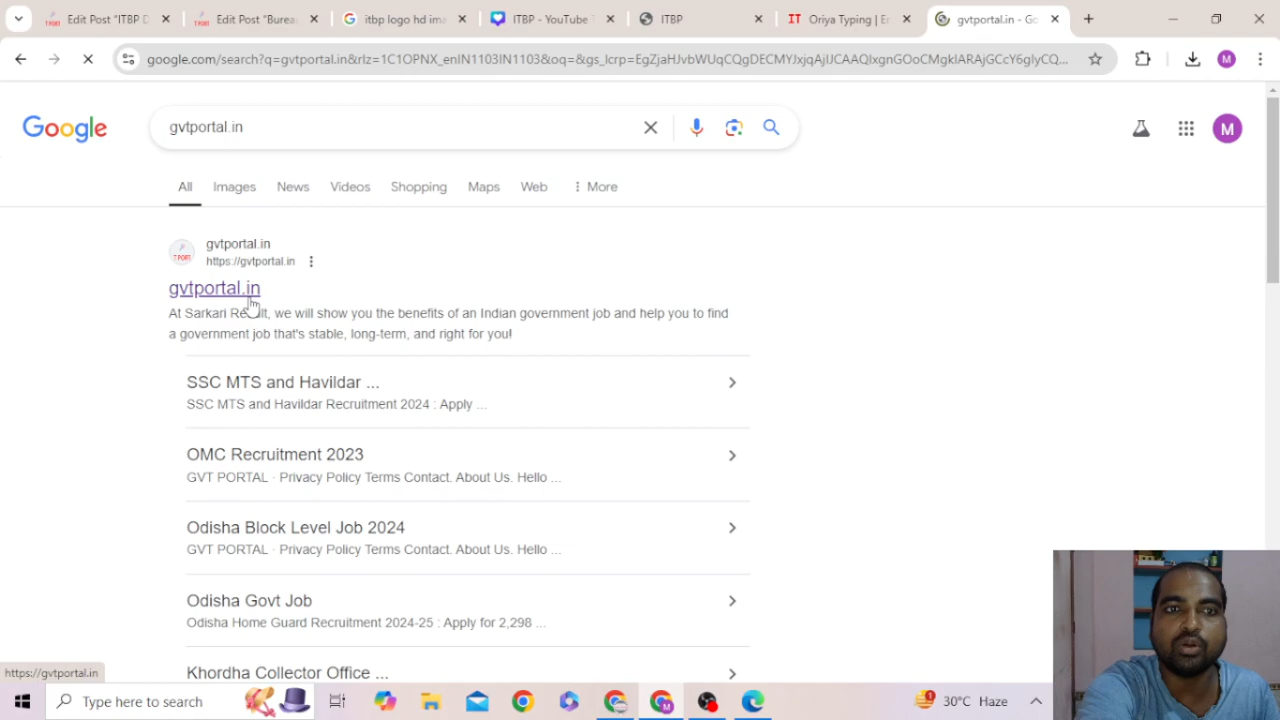 Edit Post "ITBP D
Edit Post "Burea
itbp logo hd ima
ITBP - YouTube
ITBP
IT Oriya Typing | E
gvtportal.in - Go
google.com/search?q=gvtportal.in&rlz=1C1OPNX_enIN1103IN1103&oq=&gs_lcrp=
M
Google
gvtportal.in
M
All Images News Videos Shopping Maps Web More
T PORT
gvtportal.in
https://gvtportal.in
gvtportal.in
At Sarkari Result, we will show you the benefits of an Indian government job and help you to find
a government job that's stable, long-term, and right for you!
SSC MTS and Havildar ...
SSC MTS and Havildar Recruitment 2024 : Apply ...
OMC Recruitment 2023
GVT PORTAL · Privacy Policy Terms Contact. About Us. Hello ...
Odisha Block Level Job 2024
GVT PORTAL · Privacy Policy Terms Contact. About Us. Hello ...
Odisha Govt Job
Odisha Home Guard Recruitment 2024-25 : Apply for 2,298 ...
Khordha Collector Office ...
https://gvtportal.in
Type here to search
30°C Haze